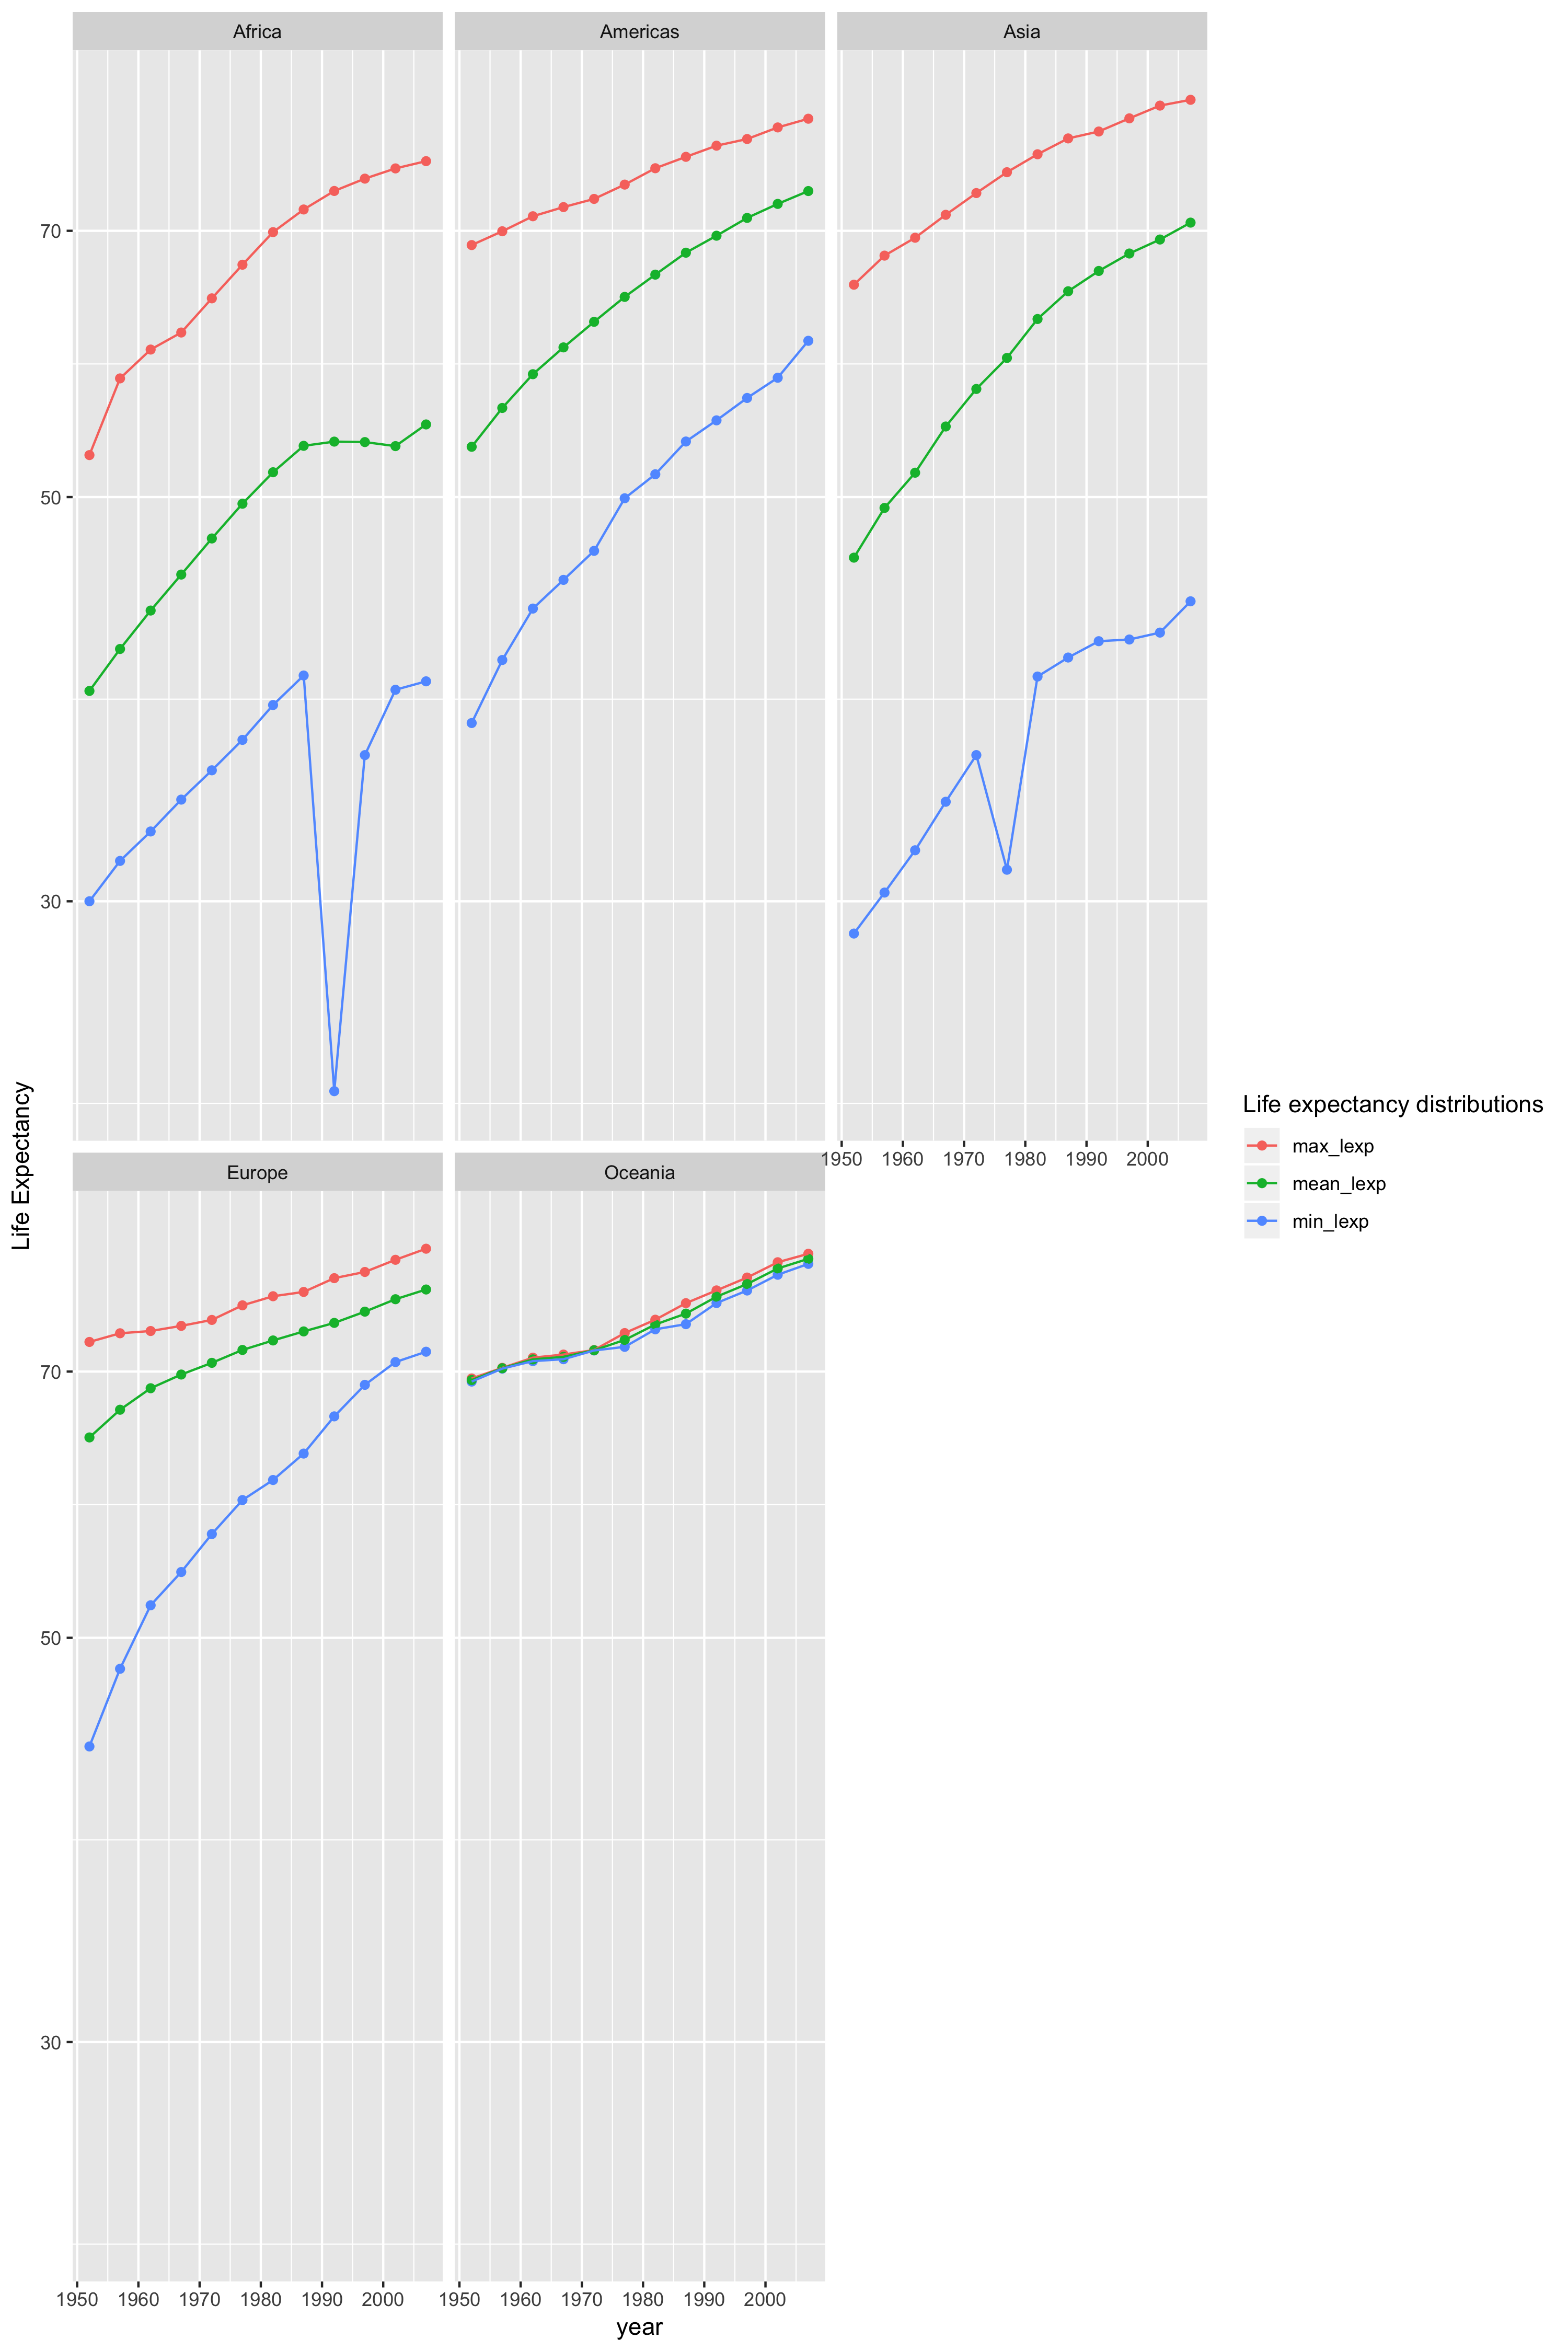 Africa
Americas
Asia
70
50
30
1950 1960 1970 1980 1990 2000
Europe
Oceania
70
50
30
1950 1960 1970 1980 1990 2000
1950 1960 1970 1980 1990 2000
year
Life Expectancy
Life expectancy distributions
max_lexp
mean_lexp
min_lexp